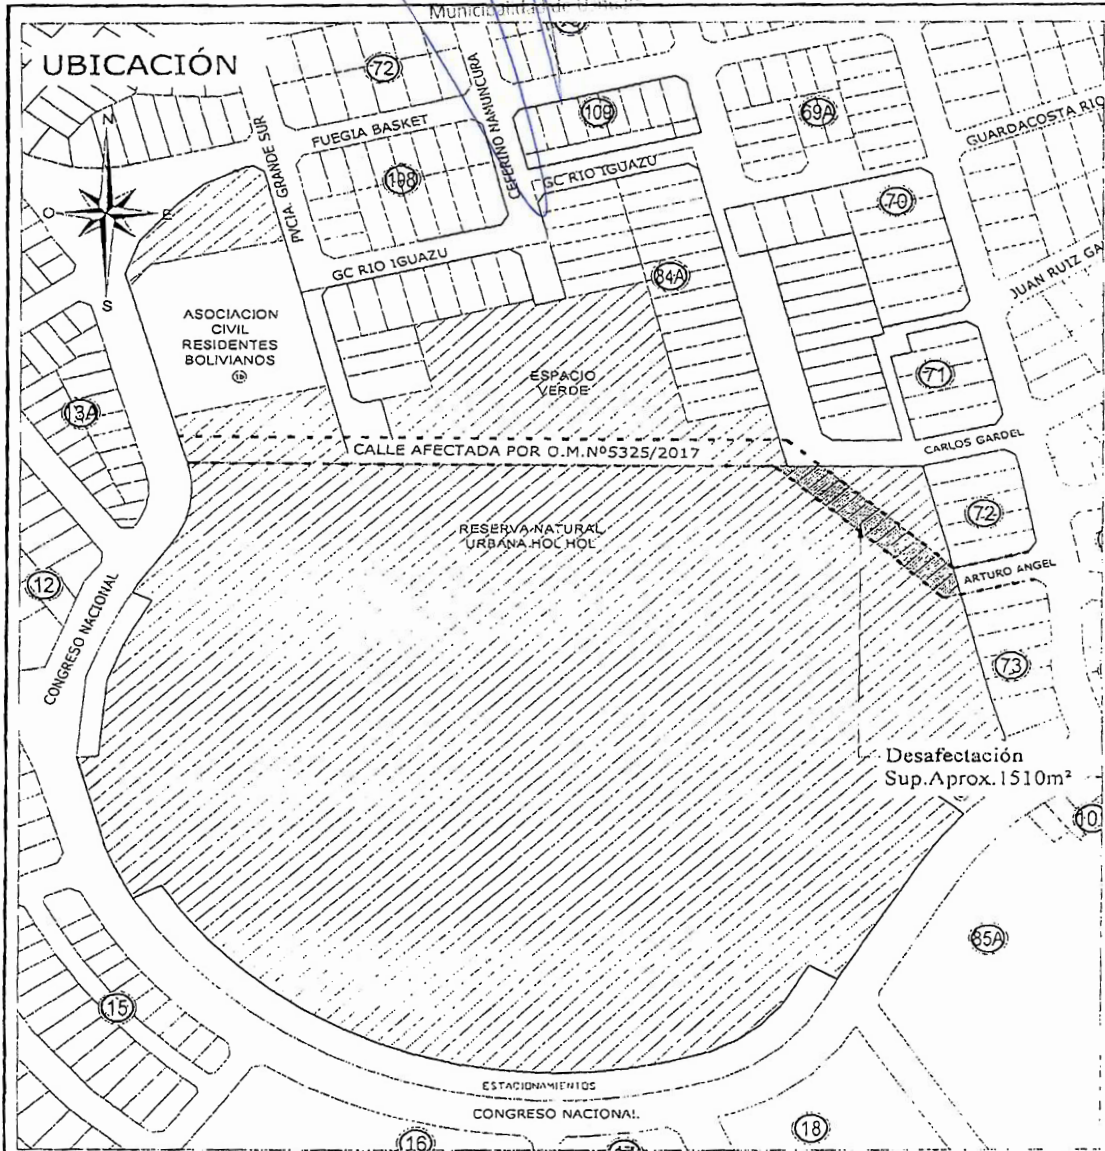 Municipalidad de
UBICACIÓN
72
109
69A
GUARDACOSTA RIO
FUEGIA BASKET
PVCIA. GRANDE SUR
CEFERINO NAMUNCURA
108
GC RIO IGUAZU
70
N
O
E
S
GC RIO IGUAZU
84A
JUAN RUIZ GA
ASOCIACION
CIVIL
RESIDENTES
BOLIVIANOS
ESPACIO
VERDE
71
13A
CARLOS GARDEL
CALLE AFECTADA POR O.M.Nº5325/2017
RESERVA NATURAL
URBANA HOL HOL
72
ARTURO ANGEL
12
CONGRESO NACIONAL
73
Desafectación
Sup.Aprox.1510m²
10
85A
15
ESTACIONAMIENTOS
CONGRESO NACIONAL
16
18